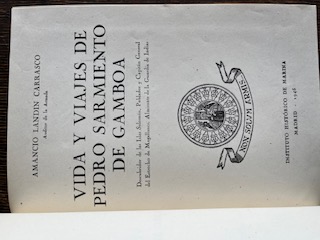 AMANCIO LANDIN CARRASCO
Auditor de la Armada
VIDA Y VIAJES DE
PEDRO SARMIENTO
DE GAMBOA
Descubridor de las Islas Salomón, Poblador y Capitán General
del Estrecho de Magallanes, Almirante de la Guardia de Indias
NON SOLUM ARMIS
INSTITUTO HISTÓRICO DE MARINA
MADRID - 1946